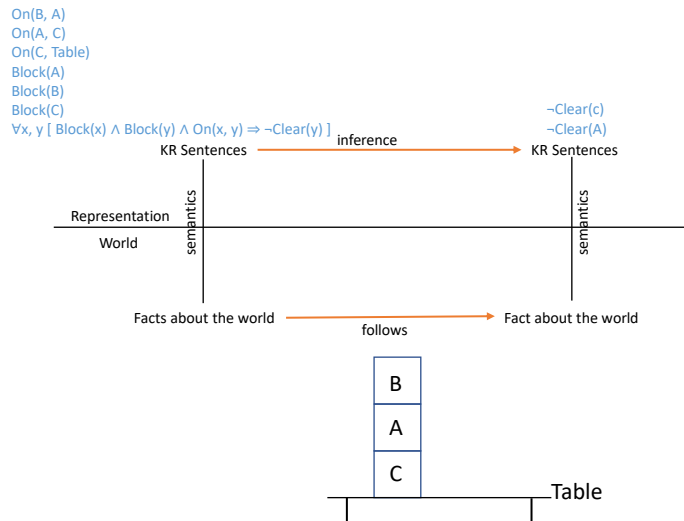 On(B, A)
On(A, C)
On(C, Table)
Block(A)
Block(B)
Block(C)
∀x, y [ Block(x) ∧ Block(y) ∧ On(x, y) ⇒ ¬Clear(y) ]
¬Clear(c)
¬Clear(A)
KR Sentences
inference
KR Sentences
semantics
semantics
Representation
World
Facts about the world
follows
Fact about the world
B
A
C
Table